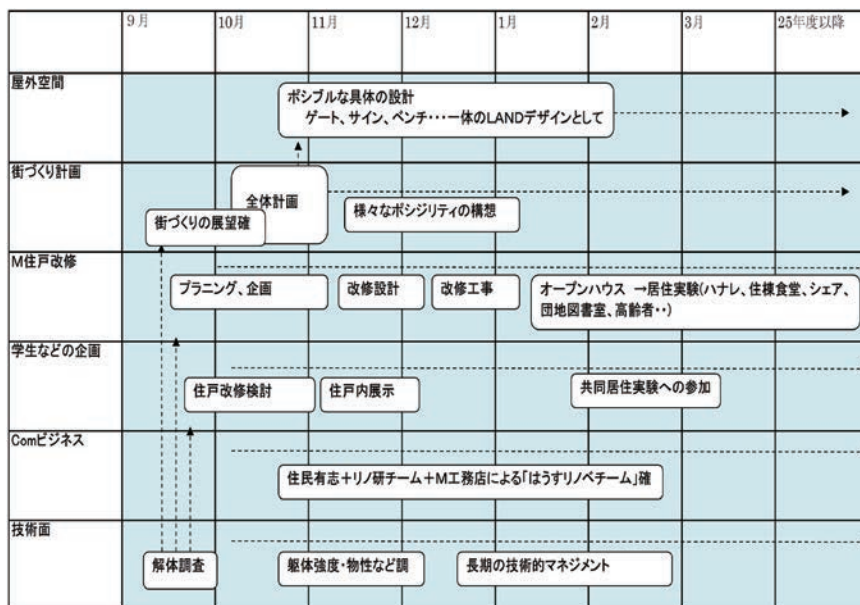 9月 10月 11月 12月 1月 2月 3月 25年度以降
屋外空間
ポシブルな具体の設計
ゲート、サイン、ベンチ・・・一体のLANDデザインとして
街づくり計画
全体計画
街づくりの展望確
様々なポシジリティの構想
M住戸改修
プラニング、企画
改修設計
改修工事
オープンハウス →居住実験(ハナレ、住棟食堂、シェア、
団地図書室、高齢者・・)
学生などの企画
住戸改修検討
住戸内展示
共同居住実験への参加
Comビジネス
住民有志+リノ研チーム+M工務店による「はうすリノベチーム」確
技術面
解体調査
躯体強度・物性など調
長期の技術的マネジメント